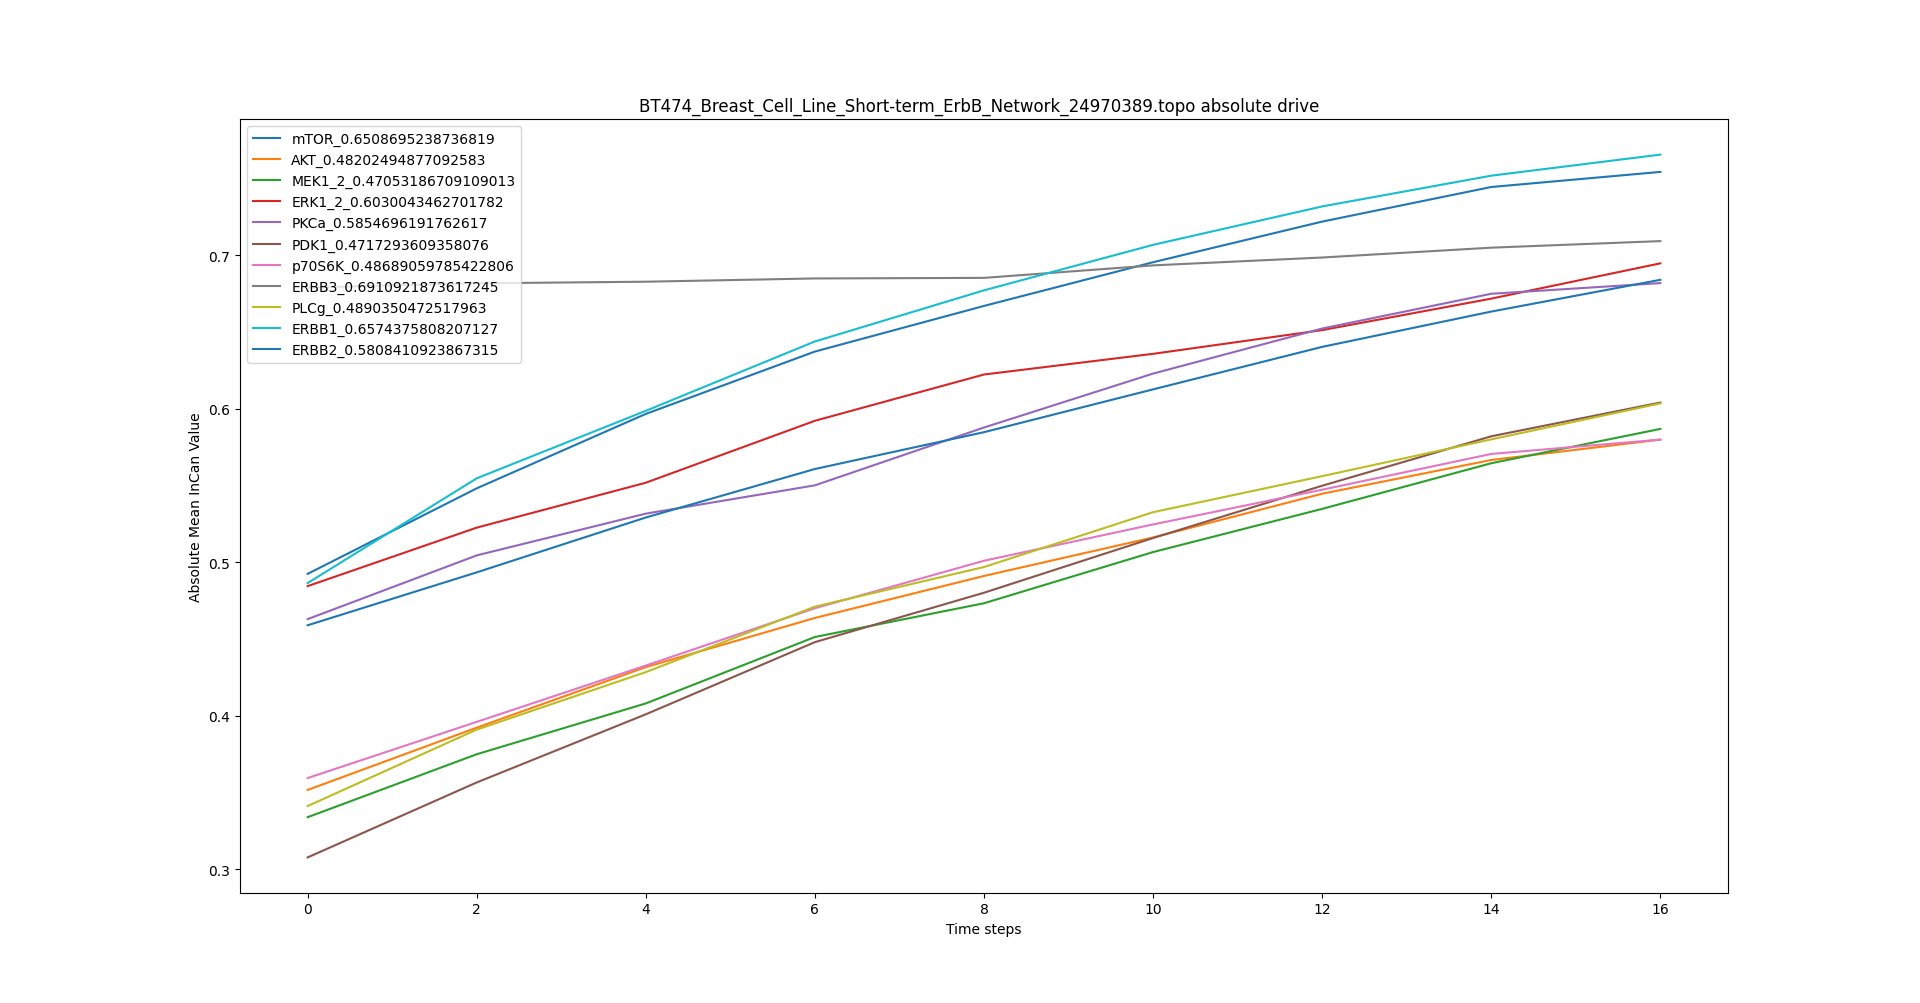 BT474_Breast_Cell_Line_Short-term_ErbB_Network_24970389.topo absolute drive
mTOR_0.6508695238736819
AKT_0.48202494877092583
MEK1_2_0.47053186709109013
ERK1_2_0.6030043462701782
PKCa_0.5854696191762617
PDK1_0.4717293609358076
p70S6K_0.48689059785422806
ERBB3_0.6910921873617245
PLCg_0.4890350472517963
ERBB1_0.6574375808207127
ERBB2_0.5808410923867315
0.7
0.6
0.5
0.4
0.3
Absolute Mean InCan Value
0 2 4 6 8 10 12 14 16
Time steps